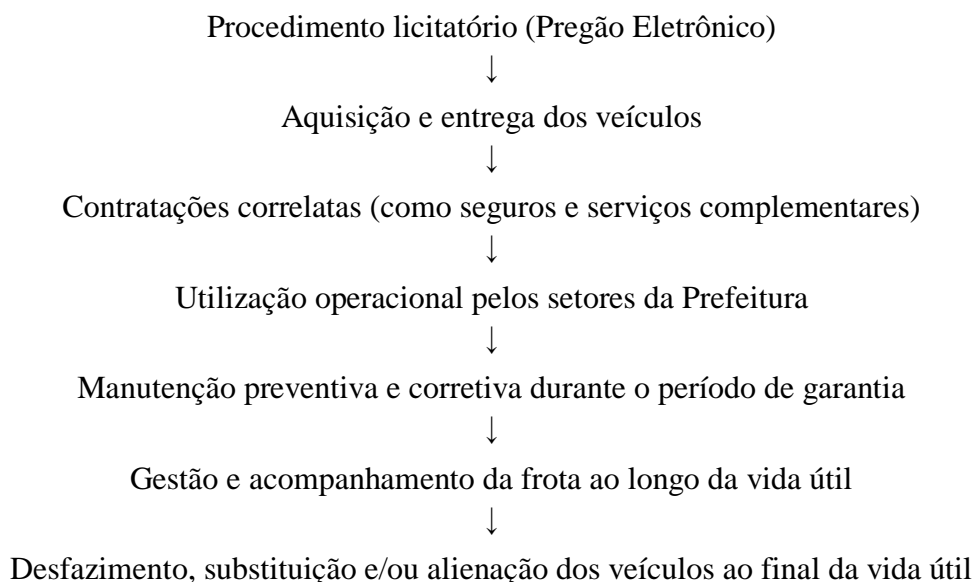 Procedimento licitatório (Pregão Eletrônico)
↓
Aquisição e entrega dos veículos
↓
Contratações correlatas (como seguros e serviços complementares)
↓
Utilização operacional pelos setores da Prefeitura
↓
Manutenção preventiva e corretiva durante o período de garantia
↓
Gestão e acompanhamento da frota ao longo da vida útil
↓
Desfazimento, substituição e/ou alienação dos veículos ao final da vida útil